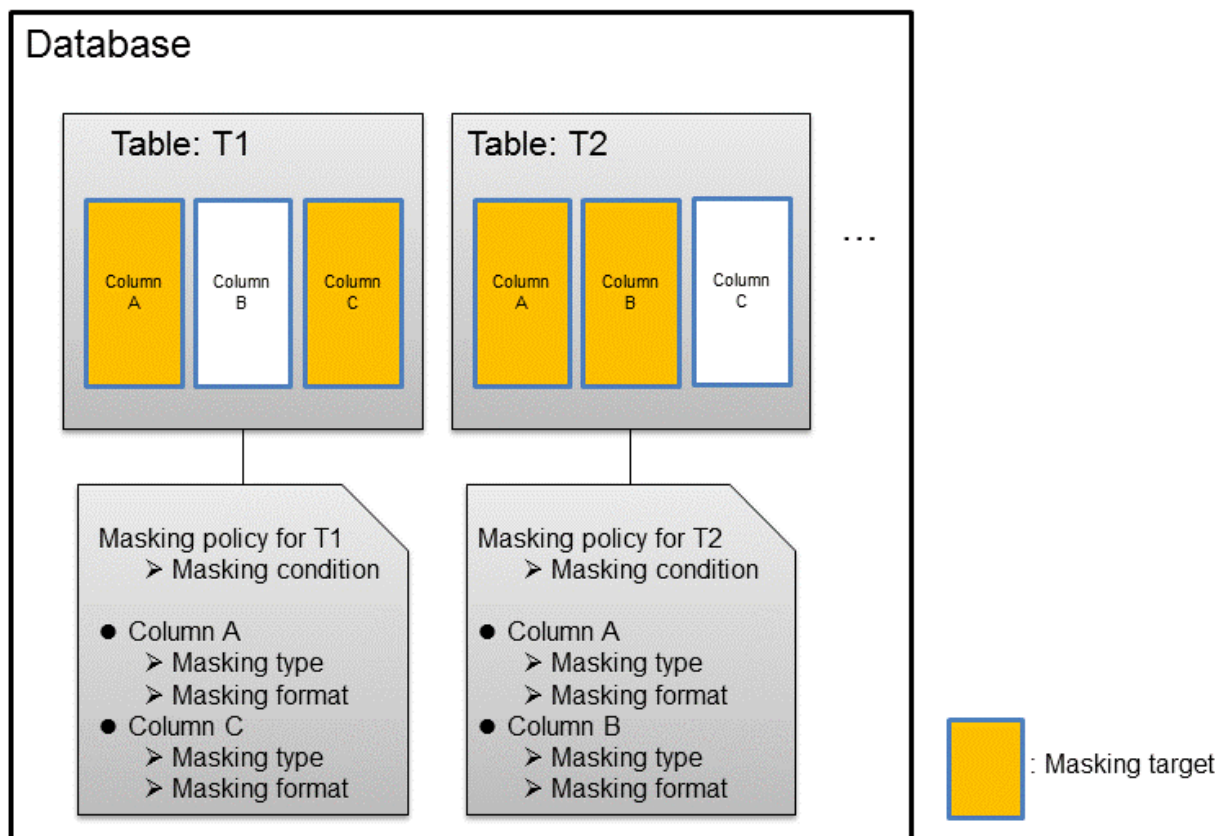 Database
Table: T1
Column
A
Column
B
Column
C
Table: T2
Column
A
Column
B
Column
C
...
Masking policy for T1
➢ Masking condition
● Column A
➢ Masking type
➢ Masking format
● Column C
➢ Masking type
➢ Masking format
Masking policy for T2
➢ Masking condition
● Column A
➢ Masking type
➢ Masking format
● Column B
➢ Masking type
➢ Masking format
: Masking target